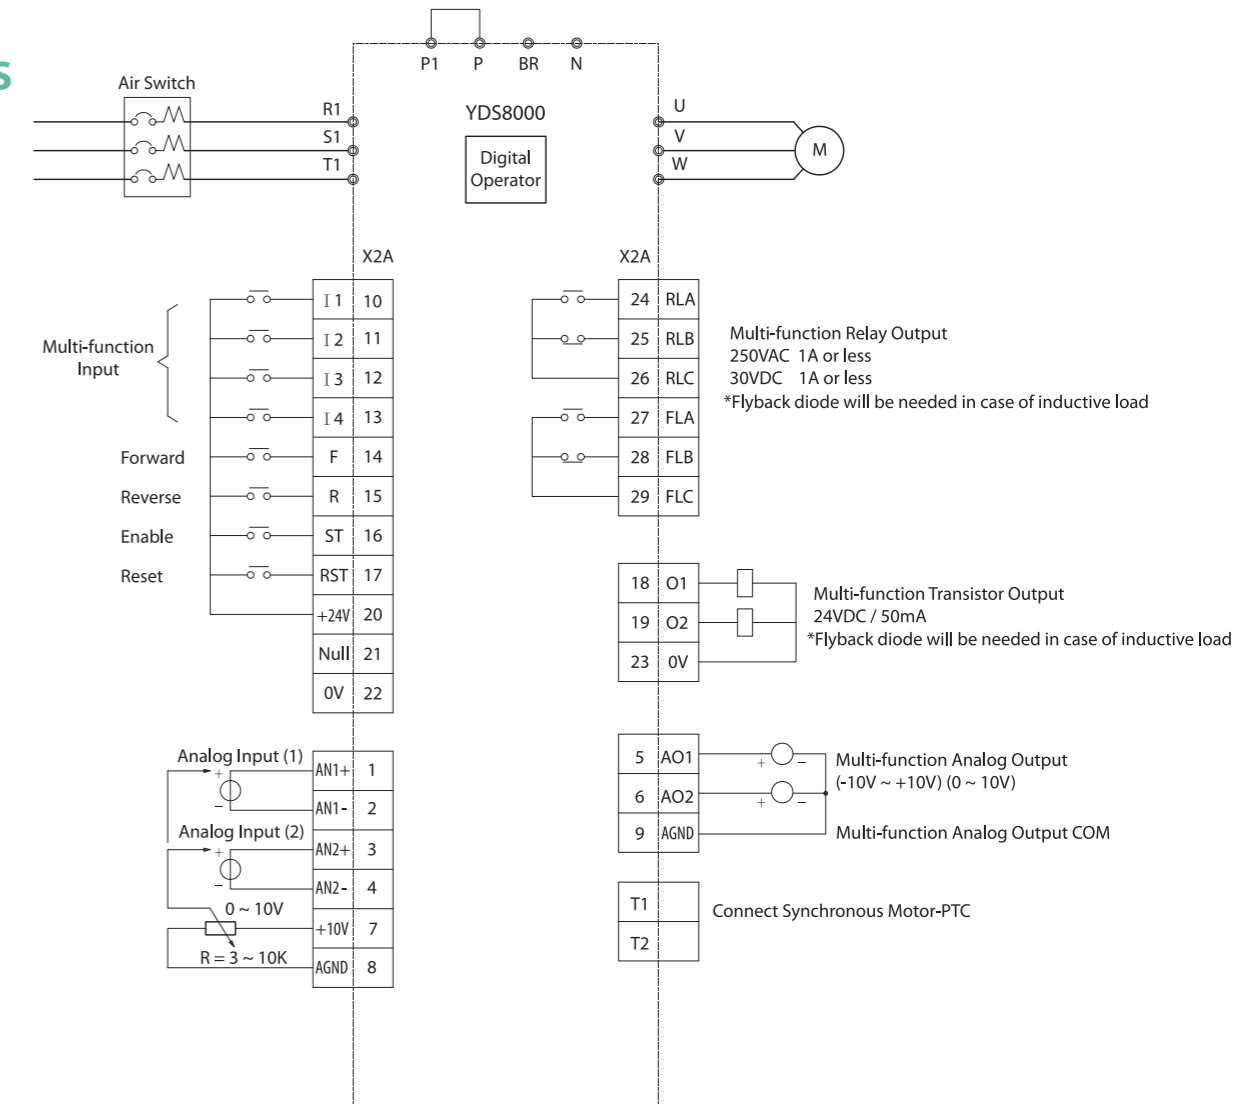 s
P1 P BR N
Air Switch
R1
S1
T1
YDS8000
Digital
Operator
U
V
W
M
X2A
Multi-function
Input
I1 10
I2 11
I3 12
I4 13
Forward F 14
Reverse R 15
Enable ST 16
Reset RST 17
+24V 20
Null 21
0V 22
Analog Input (1)
+
−
AN1+ 1
AN1- 2
Analog Input (2)
+
−
AN2+ 3
AN2- 4
0 ~ 10V
+10V 7
R = 3 ~ 10K
AGND 8
X2A
24 RLA
25 RLB
26 RLC
27 FLA
28 FLB
29 FLC
Multi-function Relay Output
250VAC 1A or less
30VDC 1A or less
*Flyback diode will be needed in case of inductive load
18 O1
19 O2
23 0V
Multi-function Transistor Output
24VDC / 50mA
*Flyback diode will be needed in case of inductive load
5 AO1
+ −
6 AO2
+ −
9 AGND
Multi-function Analog Output
(-10V ~ +10V) (0 ~ 10V)
Multi-function Analog Output COM
T1
T2
Connect Synchronous Motor-PTC